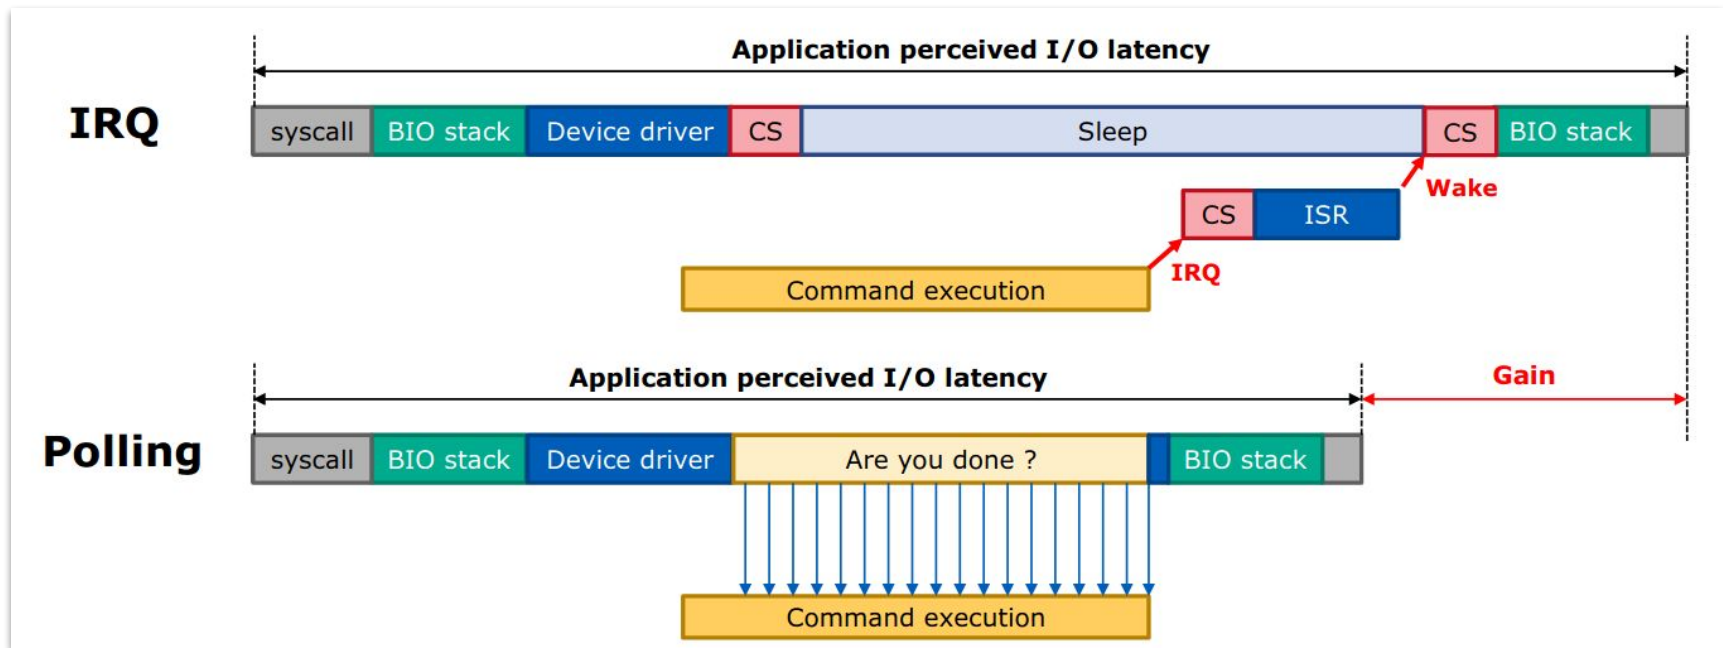 Application perceived I/O latency
IRQ
syscall BIO stack Device driver CS Sleep CS BIO stack
Wake
CS ISR
IRQ
Command execution
Application perceived I/O latency Gain
Polling
syscall BIO stack Device driver Are you done ? BIO stack
Command execution